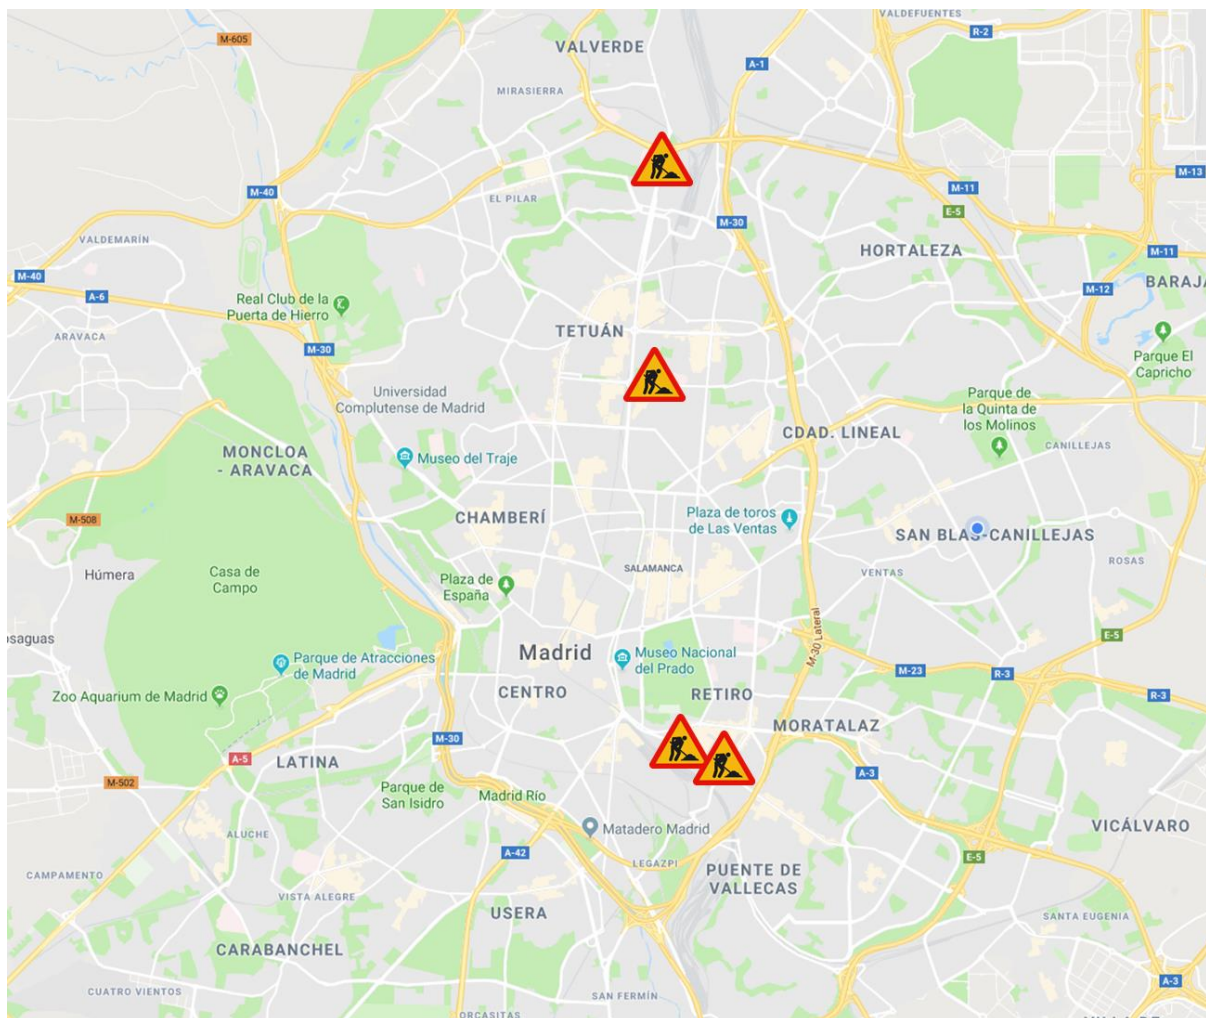 VALDEFUENTES
M-605
R-2
VALVERDE
A-1
MIRASIERRA
M-13
M-40
EL PILAR
M-11
E-5
M-30
VALDEMARÍN
HORTALEZA
M-11
M-40
BARAJA
A-6
M-12
Real Club de la
Puerta de Hierro
TETUÁN
ARAVACA
M-30
Parque El
Capricho
Universidad
Complutense de Madrid
Parque de
la Quinta de
los Molinos
CDAD. LINEAL
CANILLEJAS
MONCLOA
- ARAVACA
Museo del Traje
M-508
CHAMBERÍ
Plaza de toros
de Las Ventas
SAN BLAS-CANILLEJAS
Húmera
Casa de
Campo
SALAMANCA
VENTAS
ROSAS
Plaza de
España
M-30 Lateral
osaguas
E-5
Madrid
Museo Nacional
del Prado
Parque de Atracciones
de Madrid
M-23
R-3
R-3
Zoo Aquarium de Madrid
CENTRO
RETIRO
MORATALAZ
M-30
A-5
LATINA
A-3
M-502
Parque de
San Isidro
Madrid Río
ALUCHE
Matadero Madrid
VICÁLVARO
A-42
LEGAZPI
E-5
CAMPAMENTO
PUENTE DE
VALLECAS
VISTA ALEGRE
USERA
SANTA EUGENIA
CARABANCHEL
A-3
CUATRO VIENTOS
SAN FERMÍN
ORCASITAS